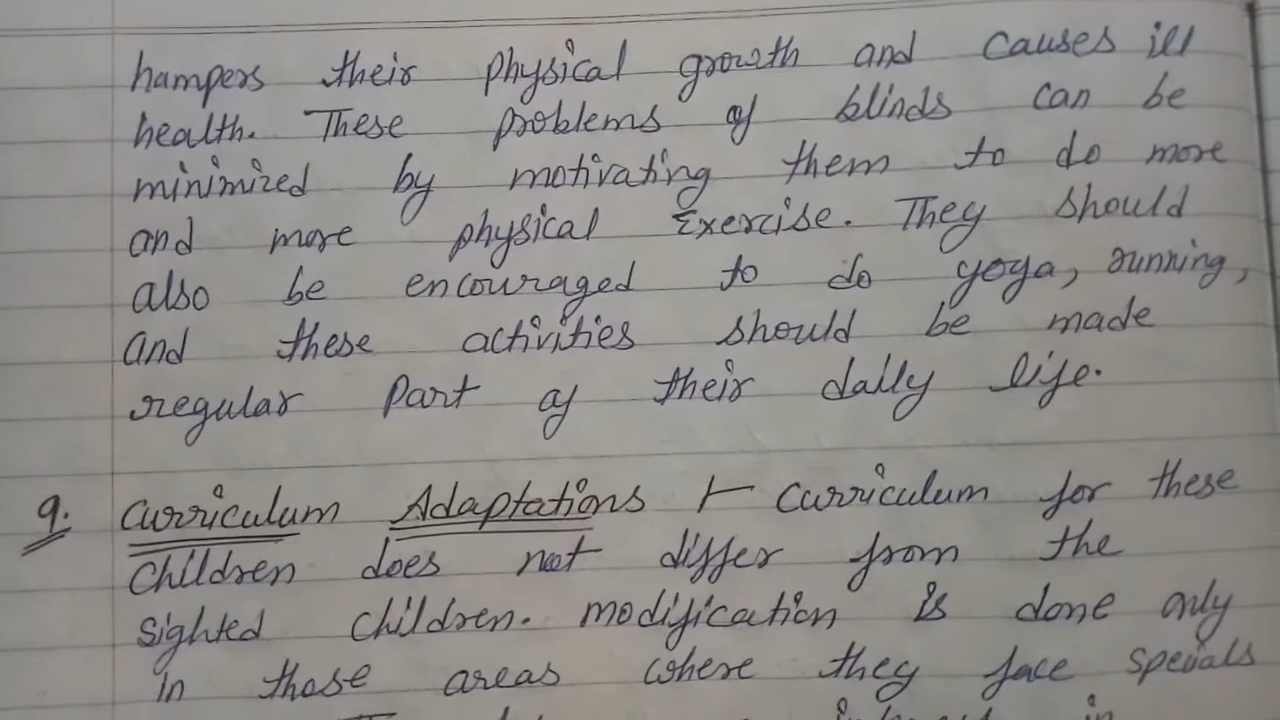 hampers their physical growth and causes ill
health. These problems of blinds can be
minimized by motivating them to do more
and more physical Exercise. They should
also be encouraged to do yoga, running,
and these activities should be made
regular Part of their daily life.
9. Curriculum Adaptations :- Curriculum for these
Children does not differ from the
sighted children. modification is done only
in those areas where they face specials